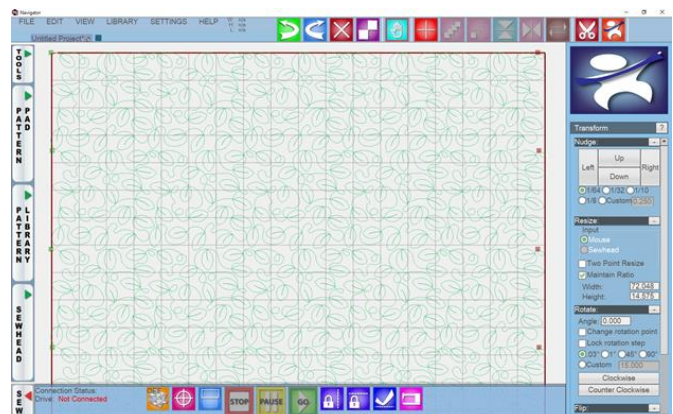 Navigator
FILE EDIT VIEW LIBRARY SETTINGS HELP
Untitled Project*
TOOLS
PATTERN PAD
PATTERN LIBRARY
SEWHEAD
SEW
Transform ?
Nudge:
Up
Left Right
Down
1/64 1/32 1/10
1/8 Custom 0.250
Resize:
Input
Mouse
Sewhead
Two Point Resize
Maintain Ratio
Width: 72.048
Height: 14.575
Rotate:
Angle: 0.000
Change rotation point
Lock rotation step
.03° 1° 45° 90°
Custom 15.000
Clockwise
Counter Clockwise
Flip:
Connection Status:
Drive: Not Connected
STOP PAUSE GO